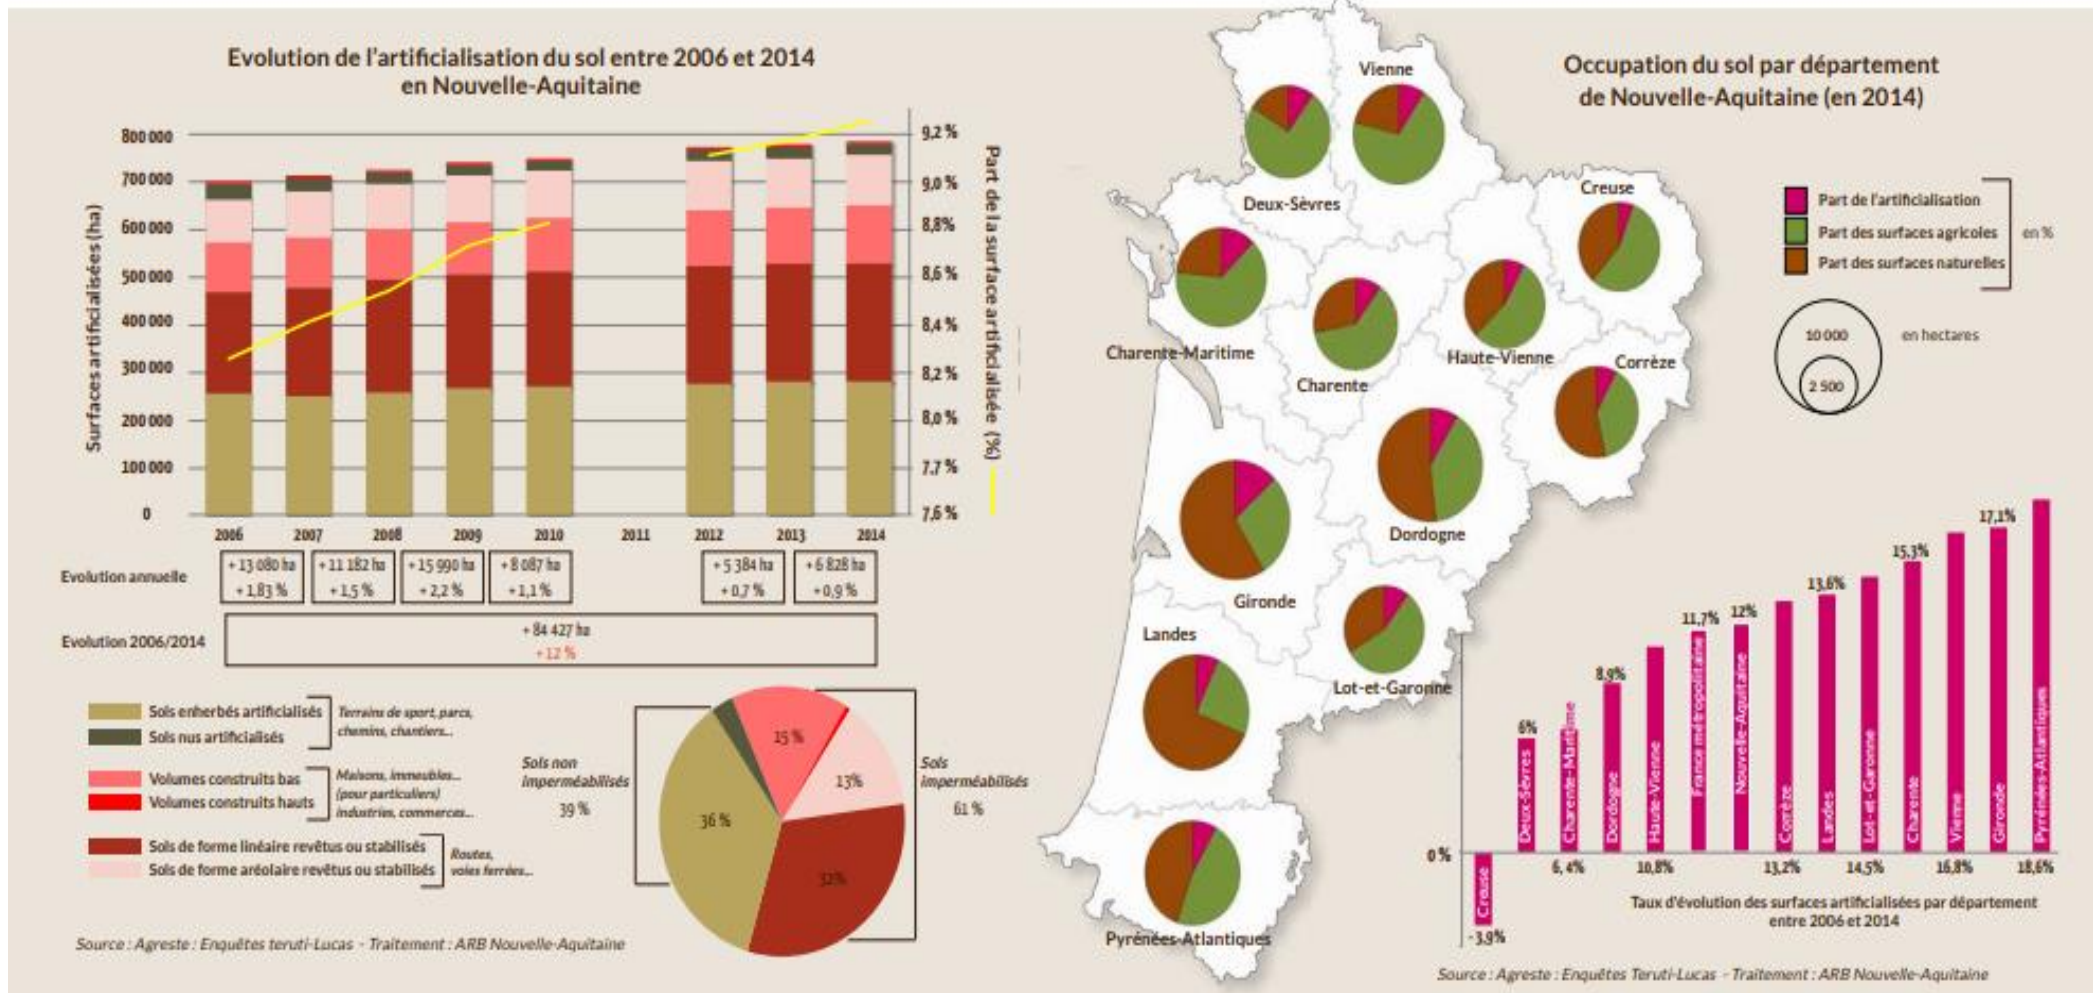 Evolution de l'artificialisation du sol entre 2006 et 2014
en Nouvelle-Aquitaine
Surfaces artificialisées (ha)
800 000
700 000
600 000
500 000
400 000
300 000
200 000
100 000
0
9,2 %
9,0 %
8,8%
8,6 %
8,4 %
8,2 %
8,0 %
7.7 %
7,6 %
Part de la surface artificialisée (%)
2006 2007 2008 2009 2010 2011 2012 2013 2014
Evolution annuelle
+ 13 080 ha
+ 1,83 %
+ 11 182 ha
+ 1,5 %
+ 15 990 ha
+ 2,2 %
+ 8 087 ha
+ 1,1 %
+ 5 384 ha
+ 0,7 %
+ 6 828 ha
+ 0,9 %
Evolution 2006/2014
+ 84 427 ha
+ 12 %
Sols enherbés artificialisés
Sols nus artificialisés
Terrains de sport, parcs,
chemins, chantiers...
Volumes construits bas
Volumes construits hauts
Maisons, immeubles...
(pour particuliers)
industries, commerces...
Sols de forme linéaire revêtus ou stabilisés
Sols de forme aréolaire revêtus ou stabilisés
Routes,
voies ferrées...
Sols non
imperméabilisés
39 %
15 %
13%
36 %
32%
Sols
imperméabilisés
61 %
Source : Agreste : Enquêtes teruti-Lucas - Traitement : ARB Nouvelle-Aquitaine
Occupation du sol par département
de Nouvelle-Aquitaine (en 2014)
Vienne
Deux-Sèvres
Creuse
Charente-Maritime
Charente
Haute-Vienne
Corrèze
Dordogne
Gironde
Landes
Lot-et-Garonne
Pyrénées-Atlantiques
Part de l'artificialisation
Part des surfaces agricoles
Part des surfaces naturelles
en %
10 000
2 500
en hectares
0 %
Creuse
- 3,9%
Deux-Sèvres
6%
Charente-Maritime
6, 4%
Dordogne
8,9%
Haute-Vienne
10,8%
France métropolitaine
11,7%
Nouvelle-Aquitaine
12%
Corrèze
13,2%
Landes
13,6%
Lot-et-Garonne
14,5%
Charente
15,3%
Vienne
16,8%
Gironde
17,1%
Pyrénées-Atlantiques
18,6%
Taux d'évolution des surfaces artificialisées par département
entre 2006 et 2014
Source : Agreste : Enquêtes Teruti-Lucas - Traitement : ARB Nouvelle-Aquitaine